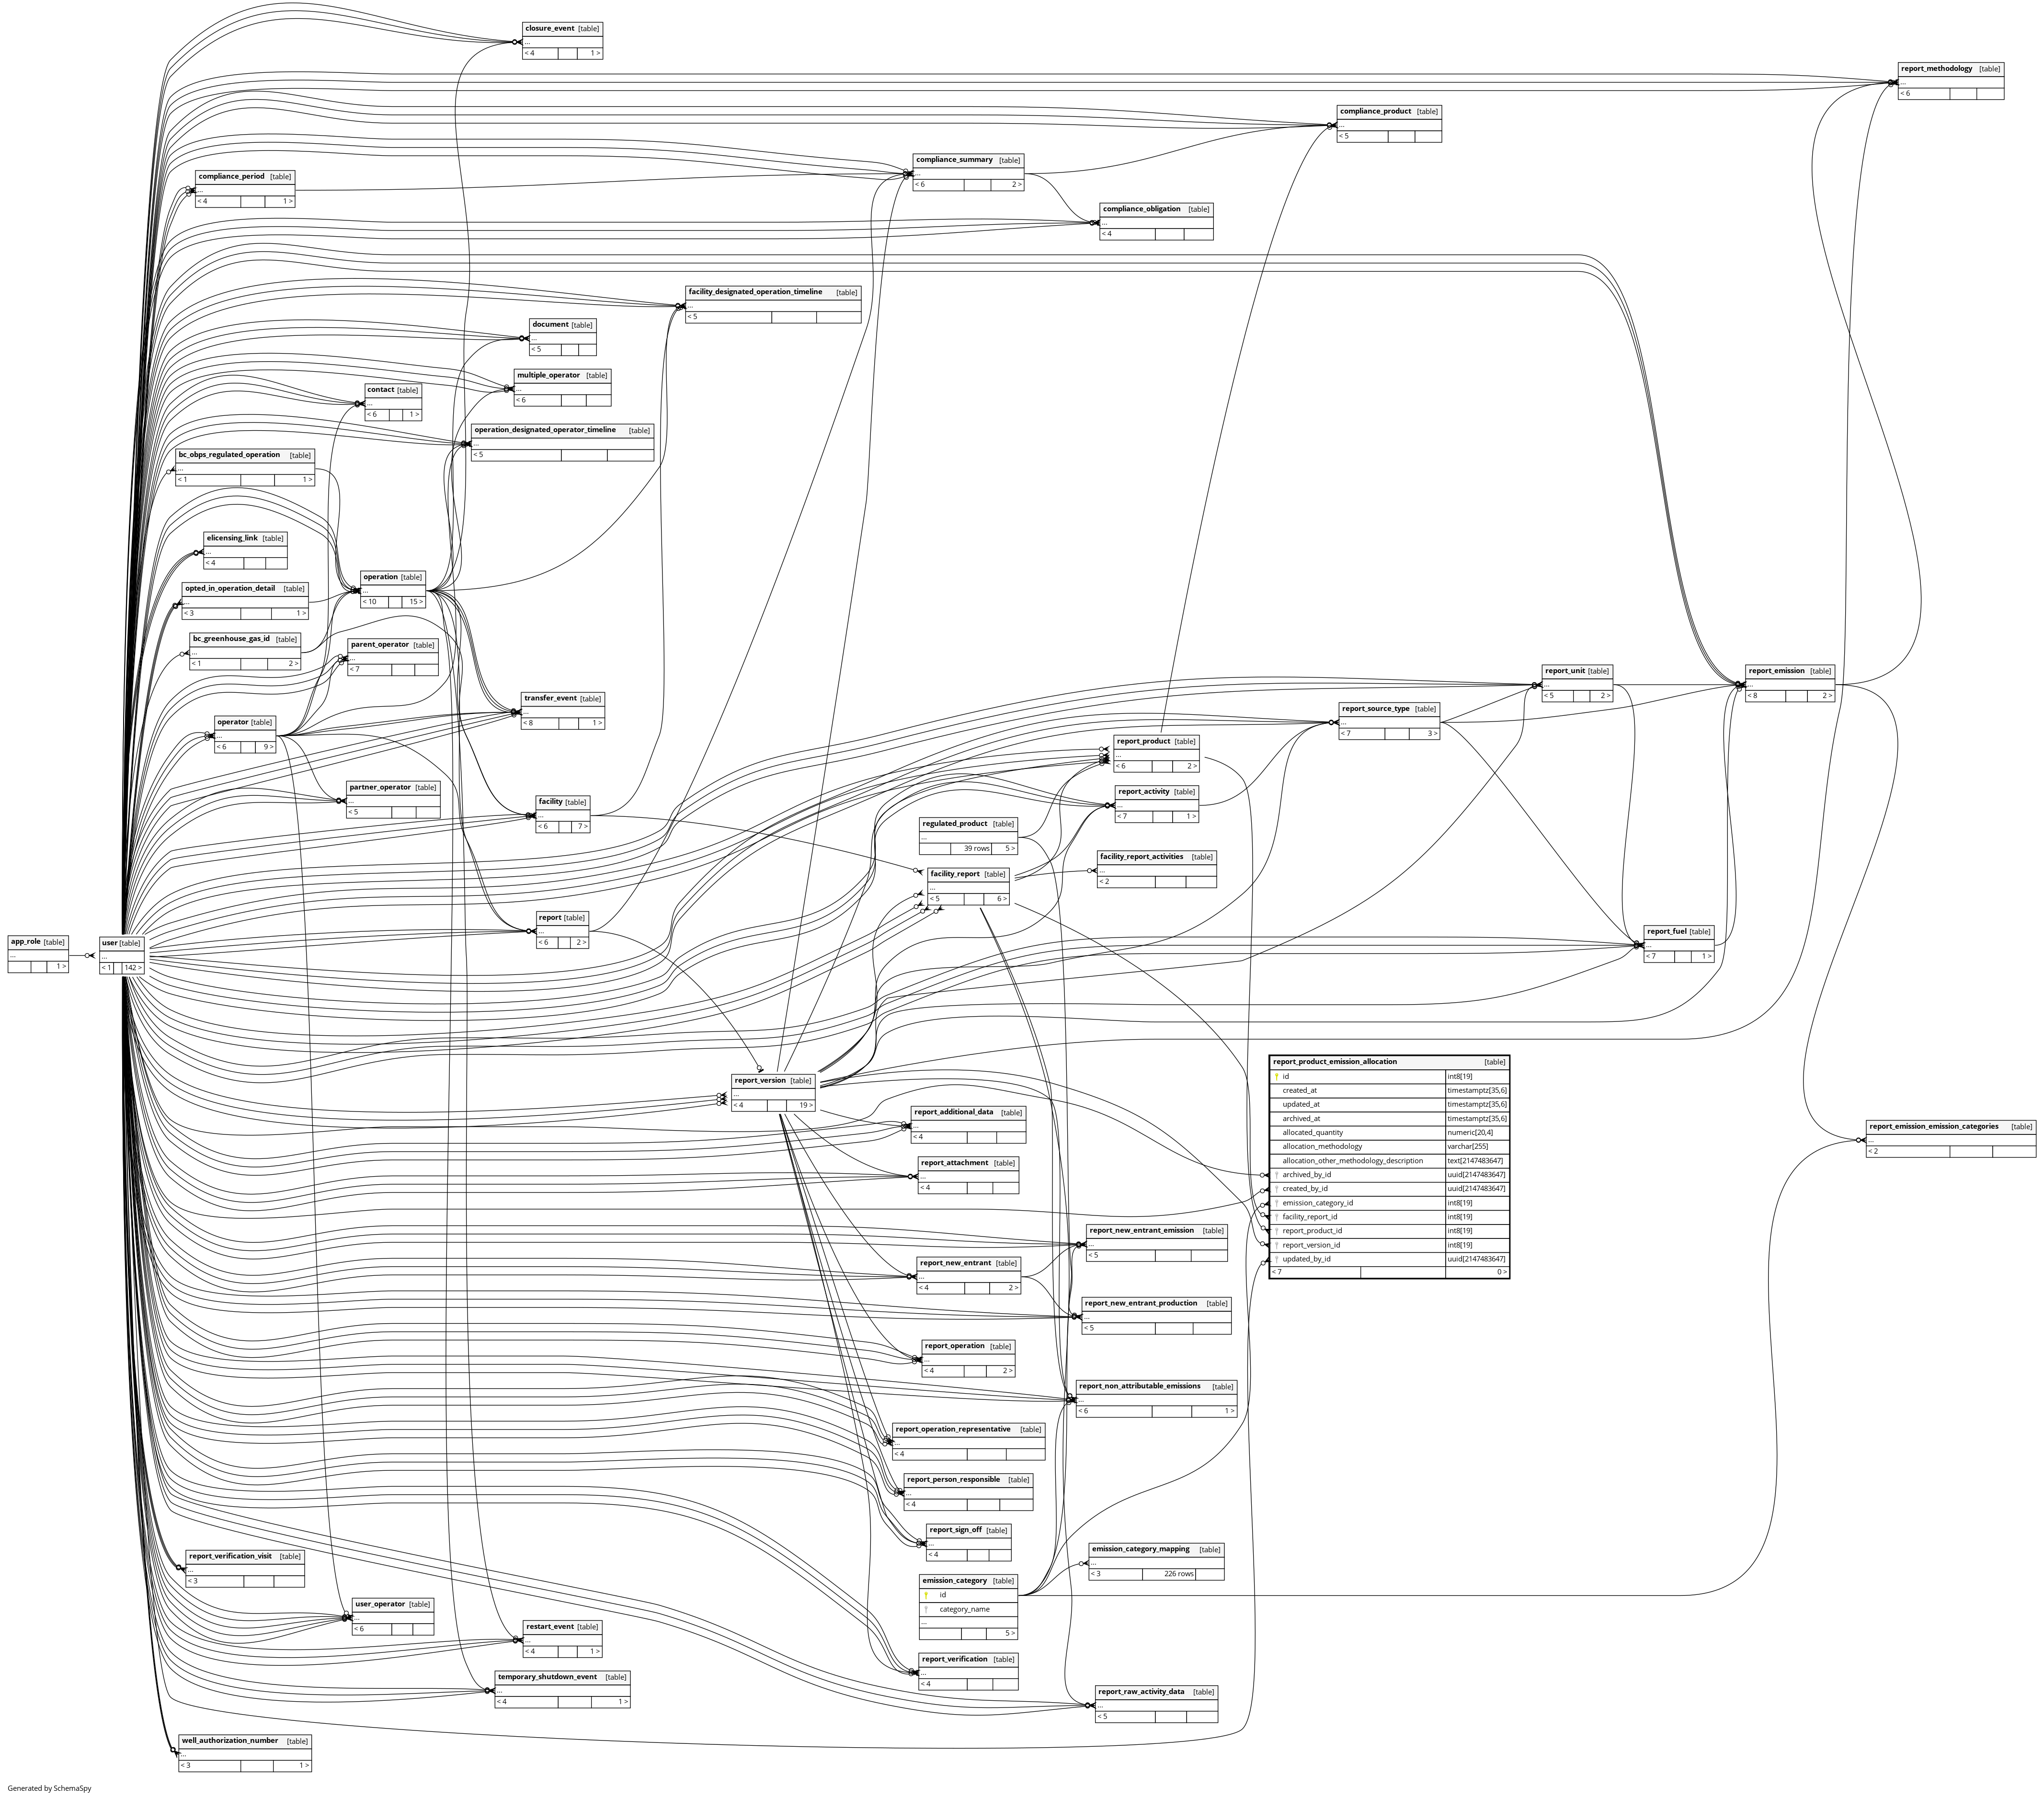 closure_event [table]
...
< 4 1 >
report_methodology [table]
...
< 6
compliance_product [table]
...
< 5
compliance_summary [table]
...
< 6 2 >
compliance_period [table]
...
< 4 1 >
compliance_obligation [table]
...
< 4
facility_designated_operation_timeline [table]
...
< 5
document [table]
...
< 5
multiple_operator [table]
...
< 6
contact [table]
...
< 6 1 >
operation_designated_operator_timeline [table]
...
< 5
bc_obps_regulated_operation [table]
...
< 1 1 >
elicensing_link [table]
...
< 4
operation [table]
...
< 10 15 >
opted_in_operation_detail [table]
...
< 3 1 >
bc_greenhouse_gas_id [table]
...
< 1 2 >
parent_operator [table]
...
< 7
report_unit [table]
...
< 5 2 >
report_emission [table]
...
< 8 2 >
transfer_event [table]
...
< 8 1 >
report_source_type [table]
...
< 7 3 >
operator [table]
...
< 6 9 >
report_product [table]
...
< 6 2 >
partner_operator [table]
...
< 5
report_activity [table]
...
< 7 1 >
facility [table]
...
< 6 7 >
regulated_product [table]
...
39 rows 5 >
facility_report_activities [table]
...
< 2
facility_report [table]
...
< 5 6 >
report [table]
...
< 6 2 >
report_fuel [table]
...
< 7 1 >
app_role [table]
...
1 >
user [table]
...
< 1 142 >
report_product_emission_allocation [table]
id int8[19]
created_at timestamptz[35,6]
updated_at timestamptz[35,6]
archived_at timestamptz[35,6]
allocated_quantity numeric[20,4]
allocation_methodology varchar[255]
allocation_other_methodology_description text[2147483647]
archived_by_id uuid[2147483647]
created_by_id uuid[2147483647]
emission_category_id int8[19]
facility_report_id int8[19]
report_product_id int8[19]
report_version_id int8[19]
updated_by_id uuid[2147483647]
< 7 0 >
report_version [table]
...
< 4 19 >
report_additional_data [table]
...
< 4
report_emission_emission_categories [table]
...
< 2
report_attachment [table]
...
< 4
report_new_entrant_emission [table]
...
< 5
report_new_entrant [table]
...
< 4 2 >
report_new_entrant_production [table]
...
< 5
report_operation [table]
...
< 4 2 >
report_non_attributable_emissions [table]
...
< 6 1 >
report_operation_representative [table]
...
< 4
report_person_responsible [table]
...
< 4
report_sign_off [table]
...
< 4
emission_category_mapping [table]
...
< 3 226 rows
report_verification_visit [table]
...
< 3
emission_category [table]
id
category_name
...
5 >
user_operator [table]
...
< 6
restart_event [table]
...
< 4 1 >
report_verification [table]
...
< 4
temporary_shutdown_event [table]
...
< 4 1 >
report_raw_activity_data [table]
...
< 5
well_authorization_number [table]
...
< 3 1 >
Generated by SchemaSpy